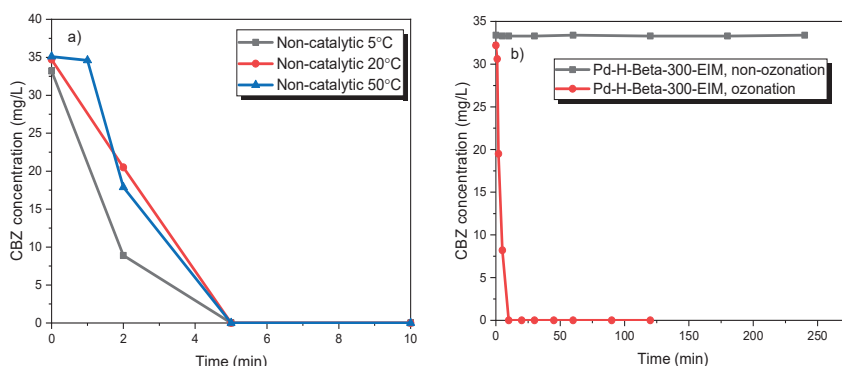 a)
Non-catalytic 5°C
Non-catalytic 20°C
Non-catalytic 50°C
CBZ concentration (mg/L)
40
35
30
25
20
15
10
5
0
0
2
4
6
8
10
Time (min)
b)
Pd-H-Beta-300-EIM, non-ozonation
Pd-H-Beta-300-EIM, ozonation
CBZ concentration (mg/L)
35
30
25
20
15
10
5
0
0
50
100
150
200
250
Time (min)